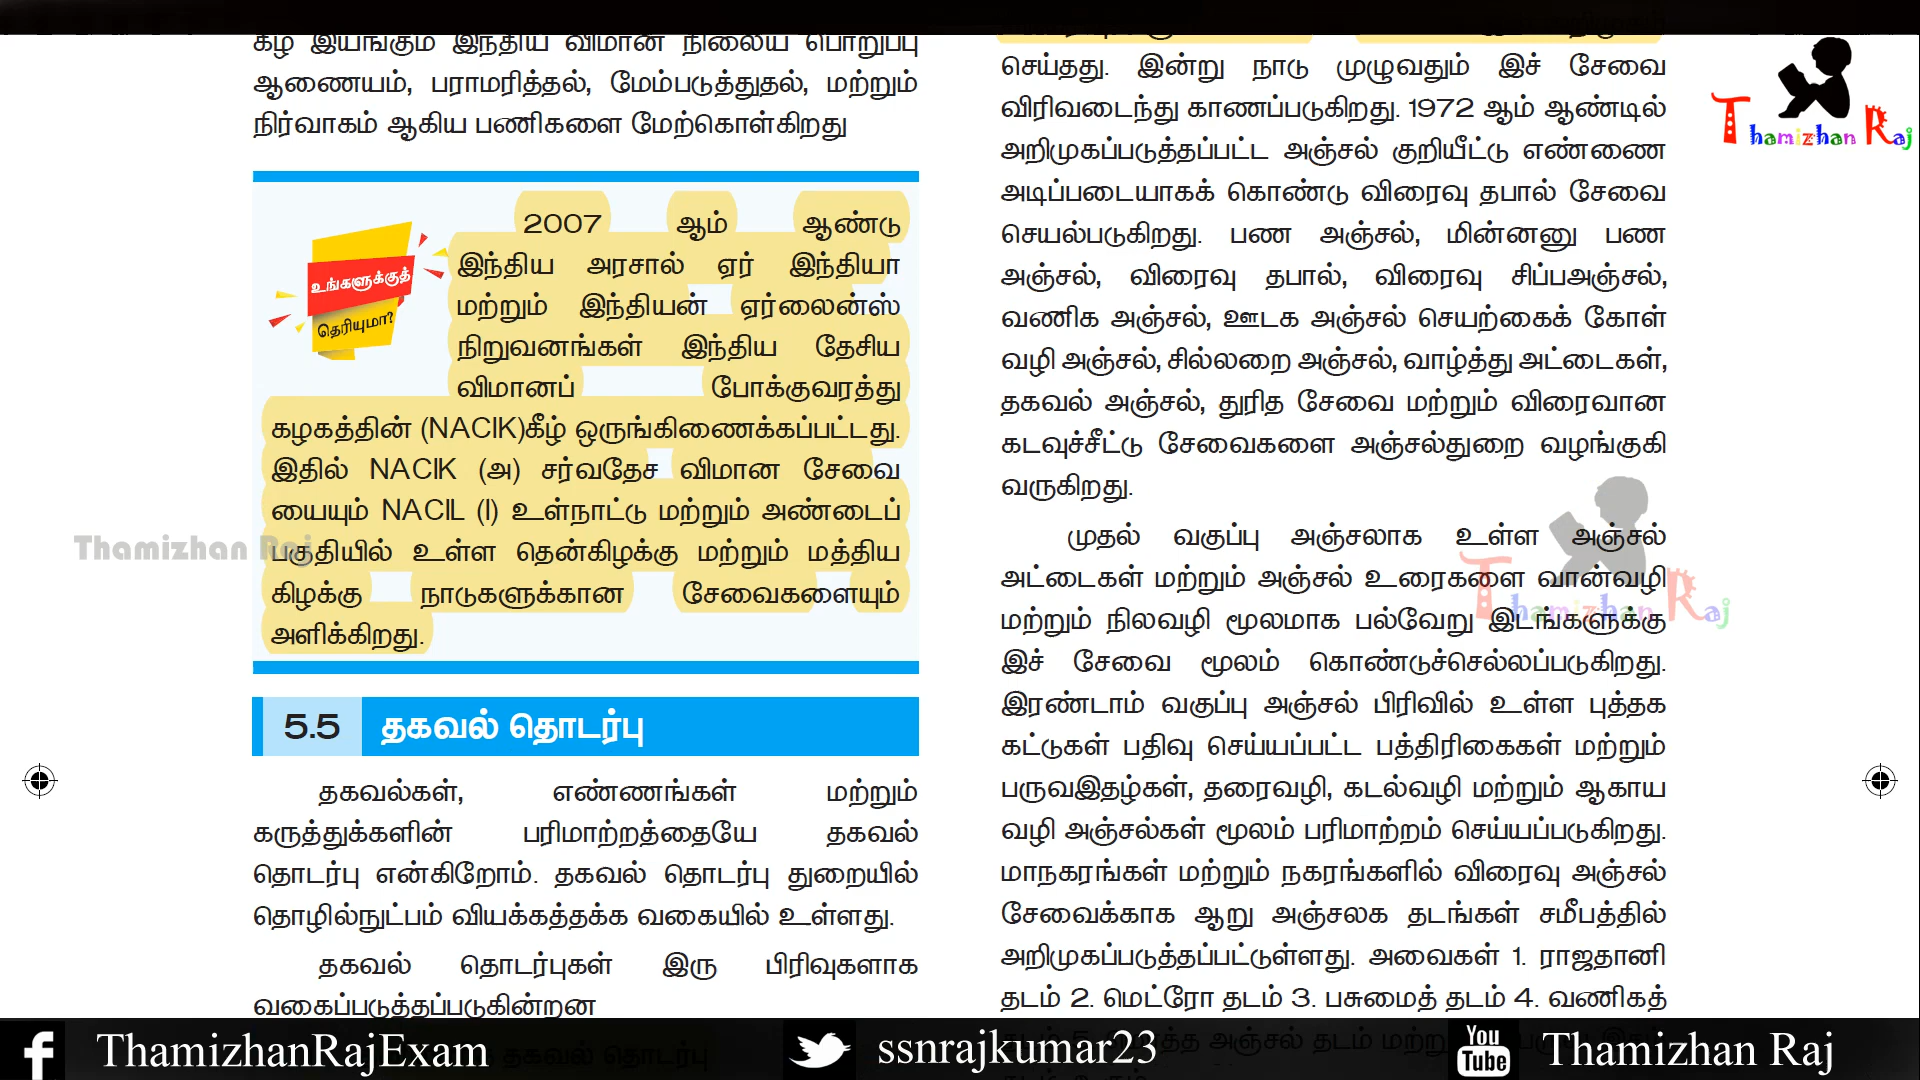 கீழ் இயங்கும் இந்திய விமான நிலைய பொறுப்பு
ஆணையம், பராமரித்தல், மேம்படுத்துதல், மற்றும்
நிர்வாகம் ஆகிய பணிகளை மேற்கொள்கிறது
உங்களுக்குத்
தெரியுமா?
2007 ஆம் ஆண்டு
இந்திய அரசால் ஏர் இந்தியா
மற்றும் இந்தியன் ஏர்லைன்ஸ்
நிறுவனங்கள் இந்திய தேசிய
விமானப் போக்குவரத்து
கழகத்தின் (NACIK)கீழ் ஒருங்கிணைக்கப்பட்டது.
இதில் NACIK (அ) சர்வதேச விமான சேவை
யையும் NACIL (I) உள்நாட்டு மற்றும் அண்டைப்
பகுதியில் உள்ள தென்கிழக்கு மற்றும் மத்திய
கிழக்கு நாடுகளுக்கான சேவைகளையும்
அளிக்கிறது.
5.5 தகவல் தொடர்பு
தகவல்கள், எண்ணங்கள் மற்றும்
கருத்துக்களின் பரிமாற்றத்தையே தகவல்
தொடர்பு என்கிறோம். தகவல் தொடர்பு துறையில்
தொழில்நுட்பம் வியக்கத்தக்க வகையில் உள்ளது.
தகவல் தொடர்புகள் இரு பிரிவுகளாக
வகைப்படுத்தப்படுகின்றன
தகவல் தொடர்பு
செய்தது. இன்று நாடு முழுவதும் இச் சேவை
விரிவடைந்து காணப்படுகிறது. 1972 ஆம் ஆண்டில்
அறிமுகப்படுத்தப்பட்ட அஞ்சல் குறியீட்டு எண்ணை
அடிப்படையாகக் கொண்டு விரைவு தபால் சேவை
செயல்படுகிறது. பண அஞ்சல், மின்னணு பண
அஞ்சல், விரைவு தபால், விரைவு சிப்பஅஞ்சல்,
வணிக அஞ்சல், ஊடக அஞ்சல் செயற்கைக் கோள்
வழி அஞ்சல், சில்லறை அஞ்சல், வாழ்த்து அட்டைகள்,
தகவல் அஞ்சல், துரித சேவை மற்றும் விரைவான
கடவுச்சீட்டு சேவைகளை அஞ்சல்துறை வழங்குகி
வருகிறது.
முதல் வகுப்பு அஞ்சலாக உள்ள அஞ்சல்
அட்டைகள் மற்றும் அஞ்சல் உரைகளை வான்வழி
மற்றும் நிலவழி மூலமாக பல்வேறு இடங்களுக்கு
இச் சேவை மூலம் கொண்டுச்செல்லப்படுகிறது.
இரண்டாம் வகுப்பு அஞ்சல் பிரிவில் உள்ள புத்தக
கட்டுகள் பதிவு செய்யப்பட்ட பத்திரிகைகள் மற்றும்
பருவஇதழ்கள், தரைவழி, கடல்வழி மற்றும் ஆகாய
வழி அஞ்சல்கள் மூலம் பரிமாற்றம் செய்யப்படுகிறது.
மாநகரங்கள் மற்றும் நகரங்களில் விரைவு அஞ்சல்
சேவைக்காக ஆறு அஞ்சலக தடங்கள் சமீபத்தில்
அறிமுகப்படுத்தப்பட்டுள்ளது. அவைகள் 1. ராஜதானி
தடம் 2. மெட்ரோ தடம் 3. பசுமைத் தடம் 4. வணிகத்
Thamizhan Raj
Thamizhan Raj
Thamizhan Raj
ThamizhanRajExam
ssnrajkumar23
You Tube
Thamizhan Raj